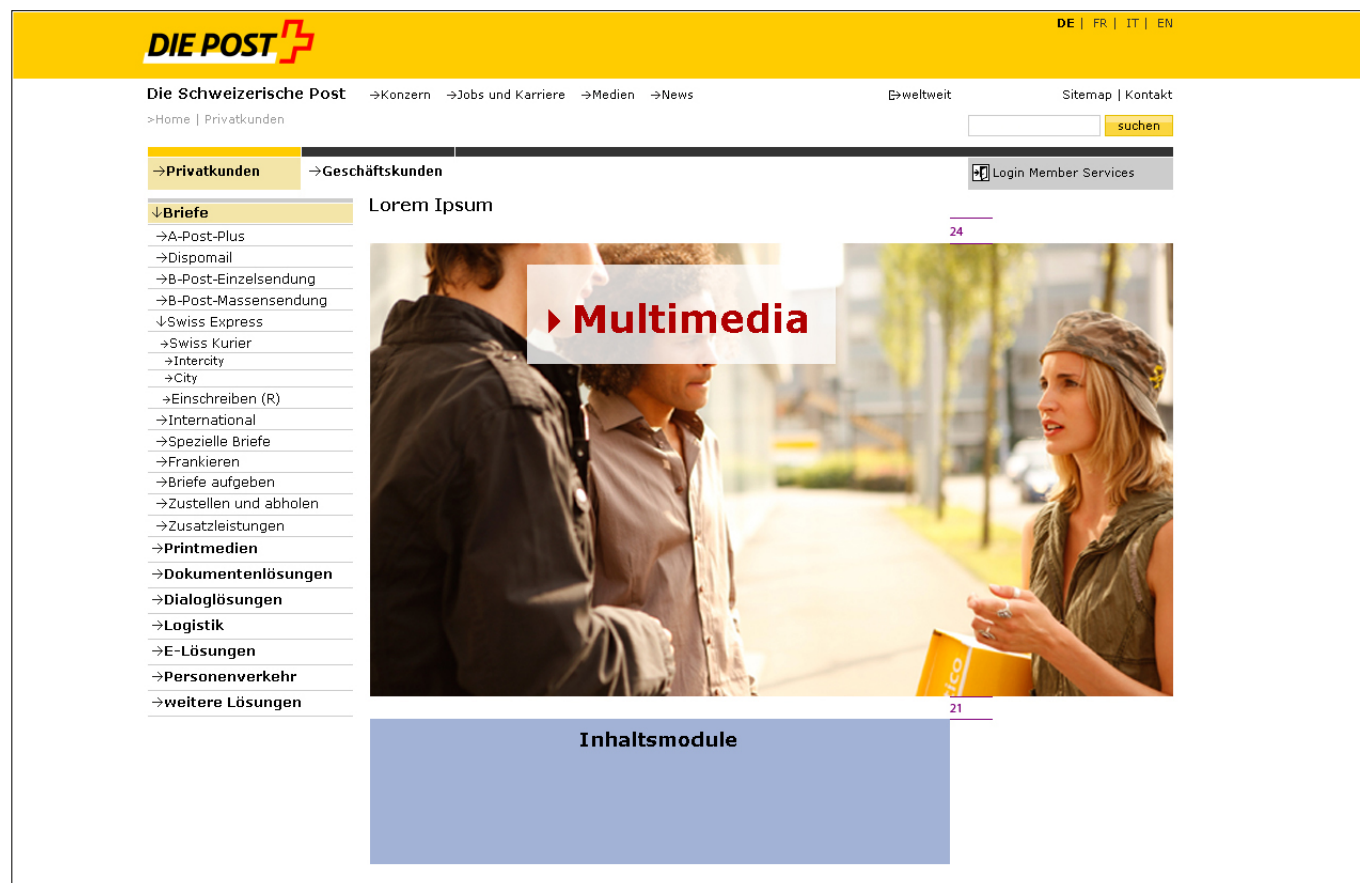 DIE POST
DE | FR | IT | EN
Die Schweizerische Post →Konzern →Jobs und Karriere →Medien →News weltweit Sitemap | Kontakt
>Home | Privatkunden
suchen
→Privatkunden →Geschäftskunden Login Member Services
↓Briefe
→A-Post-Plus
→Dispomail
→B-Post-Einzelsendung
→B-Post-Massensendung
↓Swiss Express
→Swiss Kurier
→Intercity
→City
→Einschreiben (R)
→International
→Spezielle Briefe
→Frankieren
→Briefe aufgeben
→Zustellen und abholen
→Zusatzleistungen
→Printmedien
→Dokumentenlösungen
→Dialoglösungen
→Logistik
→E-Lösungen
→Personenverkehr
→weitere Lösungen
Lorem Ipsum
24
Multimedia
rico
21
Inhaltsmodule